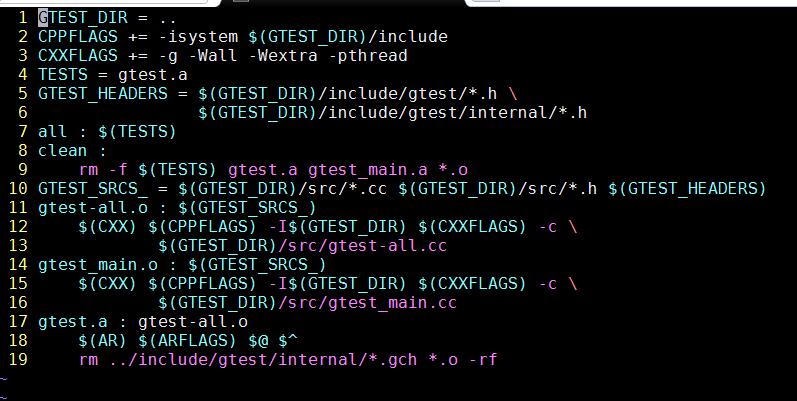 1 GTEST_DIR = ..
2 CPPFLAGS += -isystem $(GTEST_DIR)/include
3 CXXFLAGS += -g -Wall -Wextra -pthread
4 TESTS = gtest.a
5 GTEST_HEADERS = $(GTEST_DIR)/include/gtest/*.h \
6                 $(GTEST_DIR)/include/gtest/internal/*.h
7 all : $(TESTS)
8 clean :
9     rm -f $(TESTS) gtest.a gtest_main.a *.o
10 GTEST_SRCS_ = $(GTEST_DIR)/src/*.cc $(GTEST_DIR)/src/*.h $(GTEST_HEADERS)
11 gtest-all.o : $(GTEST_SRCS_)
12     $(CXX) $(CPPFLAGS) -I$(GTEST_DIR) $(CXXFLAGS) -c \
13             $(GTEST_DIR)/src/gtest-all.cc
14 gtest_main.o : $(GTEST_SRCS_)
15     $(CXX) $(CPPFLAGS) -I$(GTEST_DIR) $(CXXFLAGS) -c \
16             $(GTEST_DIR)/src/gtest_main.cc
17 gtest.a : gtest-all.o
18     $(AR) $(ARFLAGS) $@ $^
19     rm ../include/gtest/internal/*.gch *.o -rf
~
~